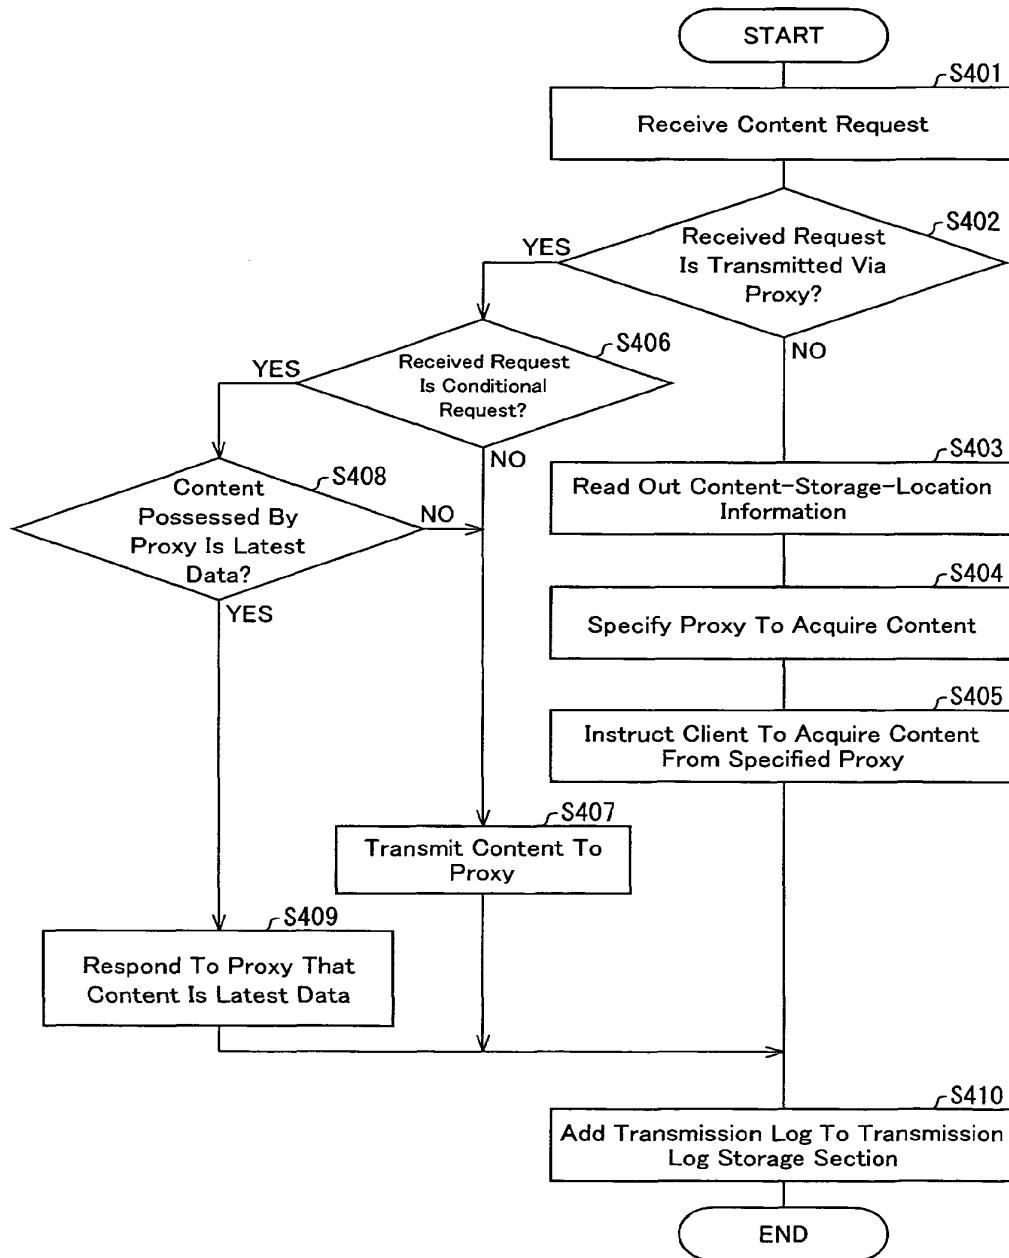 START
S401
Receive Content Request
S402
Received Request
Is Transmitted Via
Proxy?
YES
NO
S406
Received Request
Is Conditional
Request?
YES
NO
S408
Content
Possessed By
Proxy Is Latest
Data?
NO
YES
S403
Read Out Content-Storage-Location
Information
S404
Specify Proxy To Acquire Content
S405
Instruct Client To Acquire Content
From Specified Proxy
S407
Transmit Content To
Proxy
S409
Respond To Proxy That
Content Is Latest Data
S410
Add Transmission Log To Transmission
Log Storage Section
END